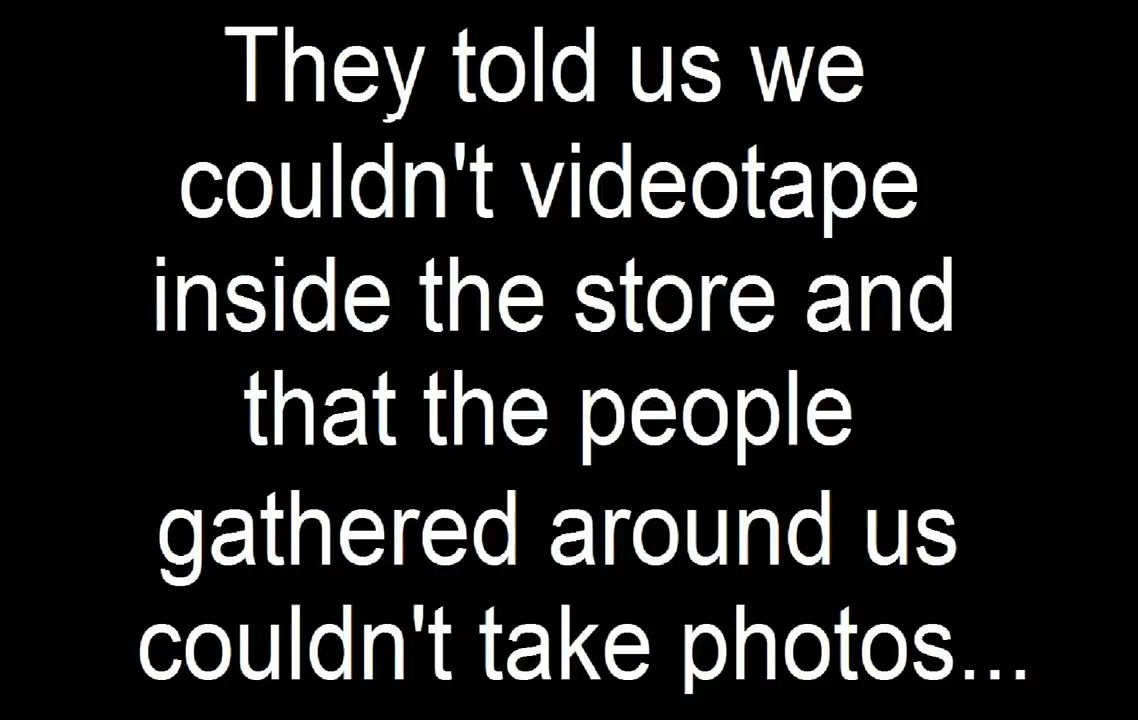 They told us we
couldn't videotape
inside the store and
that the people
gathered around us
couldn't take photos...